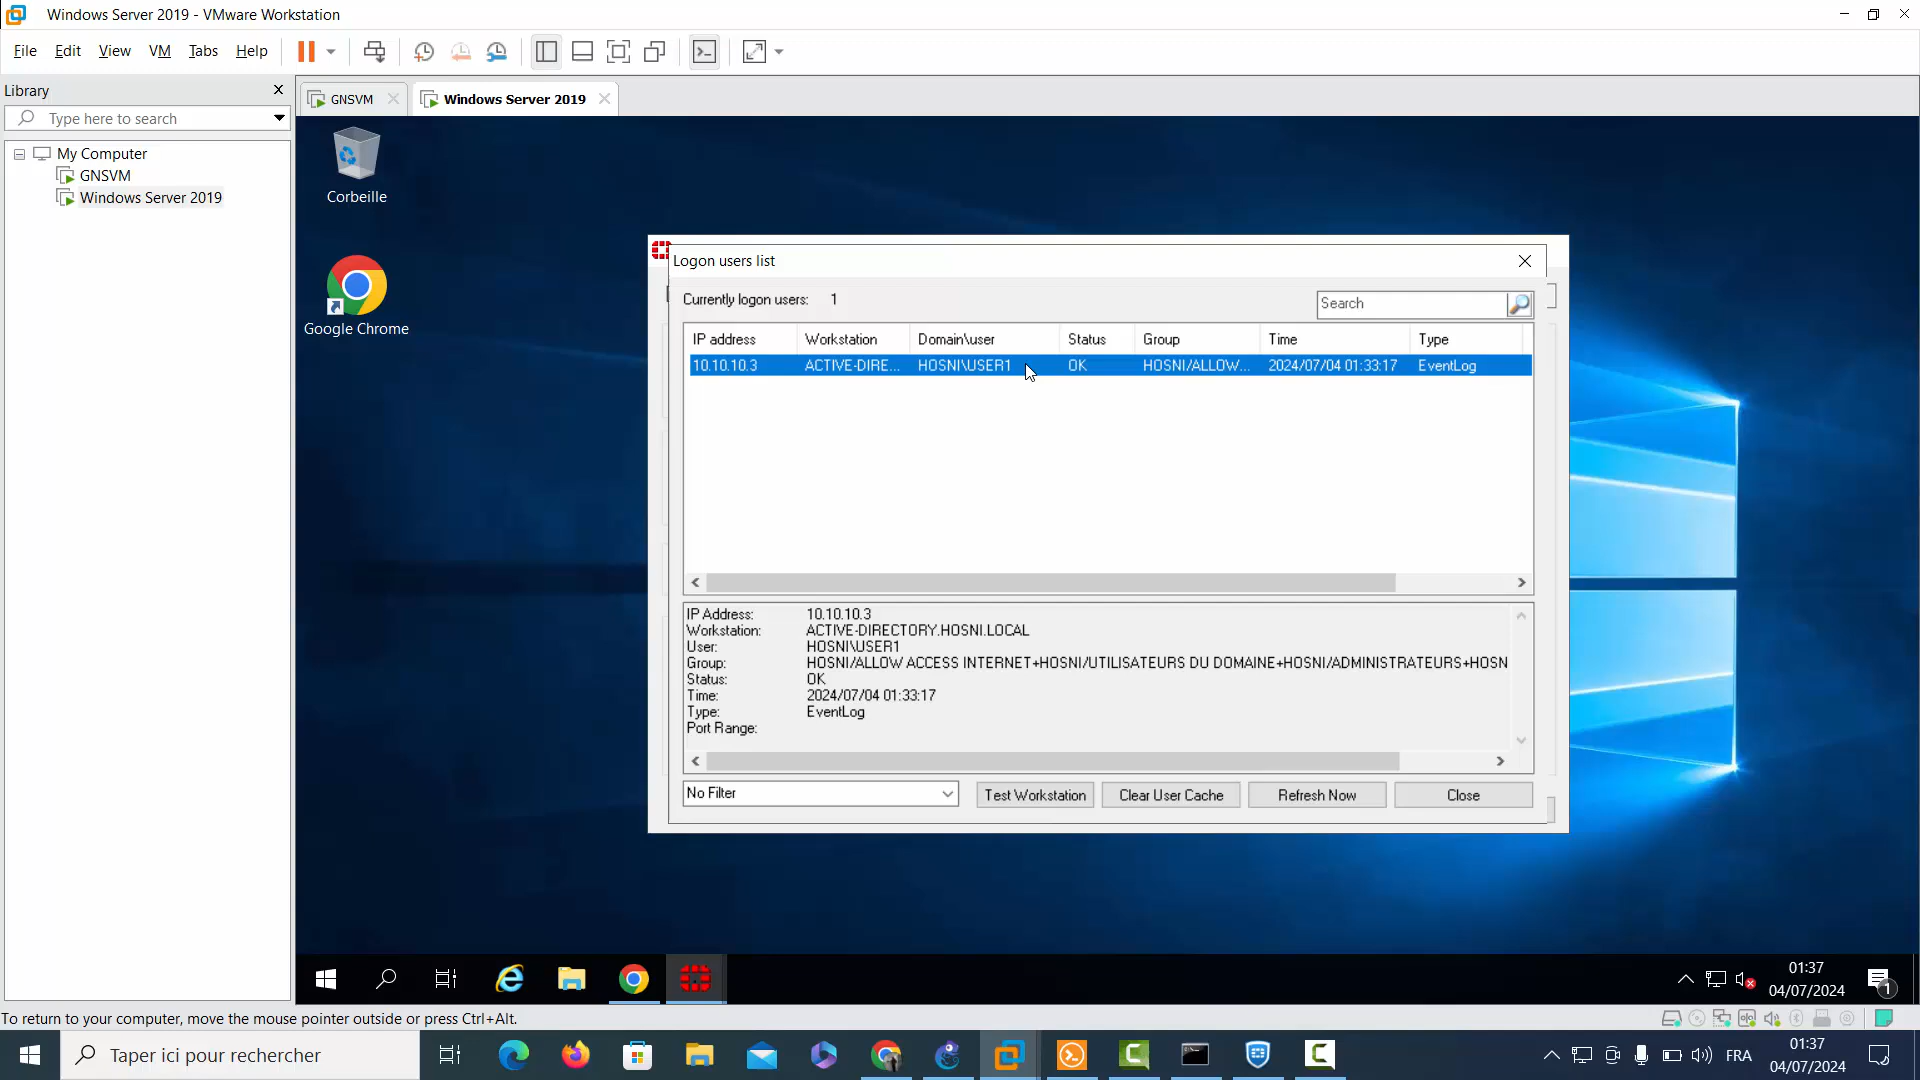 Windows Server 2019 - VMware Workstation
File Edit View VM Tabs Help
Library
Type here to search
My Computer
GNSVM
Windows Server 2019
GNSVM
Windows Server 2019
Corbeille
Google Chrome
Logon users list
Currently logon users: 1
Search
IP address Workstation Domain\user Status Group Time Type
10.10.10.3 ACTIVE-DIRE... HOSNI\USER1 OK HOSNI/ALLOW... 2024/07/04 01:33:17 EventLog
IP Address: 10.10.10.3
Workstation: ACTIVE-DIRECTORY.HOSNI.LOCAL
User: HOSNI\USER1
Group: HOSNI/ALLOW ACCESS INTERNET+HOSNI/UTILISATEURS DU DOMAINE+HOSNI/ADMINISTRATEURS+HOSN
Status: OK
Time: 2024/07/04 01:33:17
Type: EventLog
Port Range:
No Filter Test Workstation Clear User Cache Refresh Now Close
01:37
04/07/2024
1
To return to your computer, move the mouse pointer outside or press Ctrl+Alt.
Taper ici pour rechercher
FRA
01:37
04/07/2024